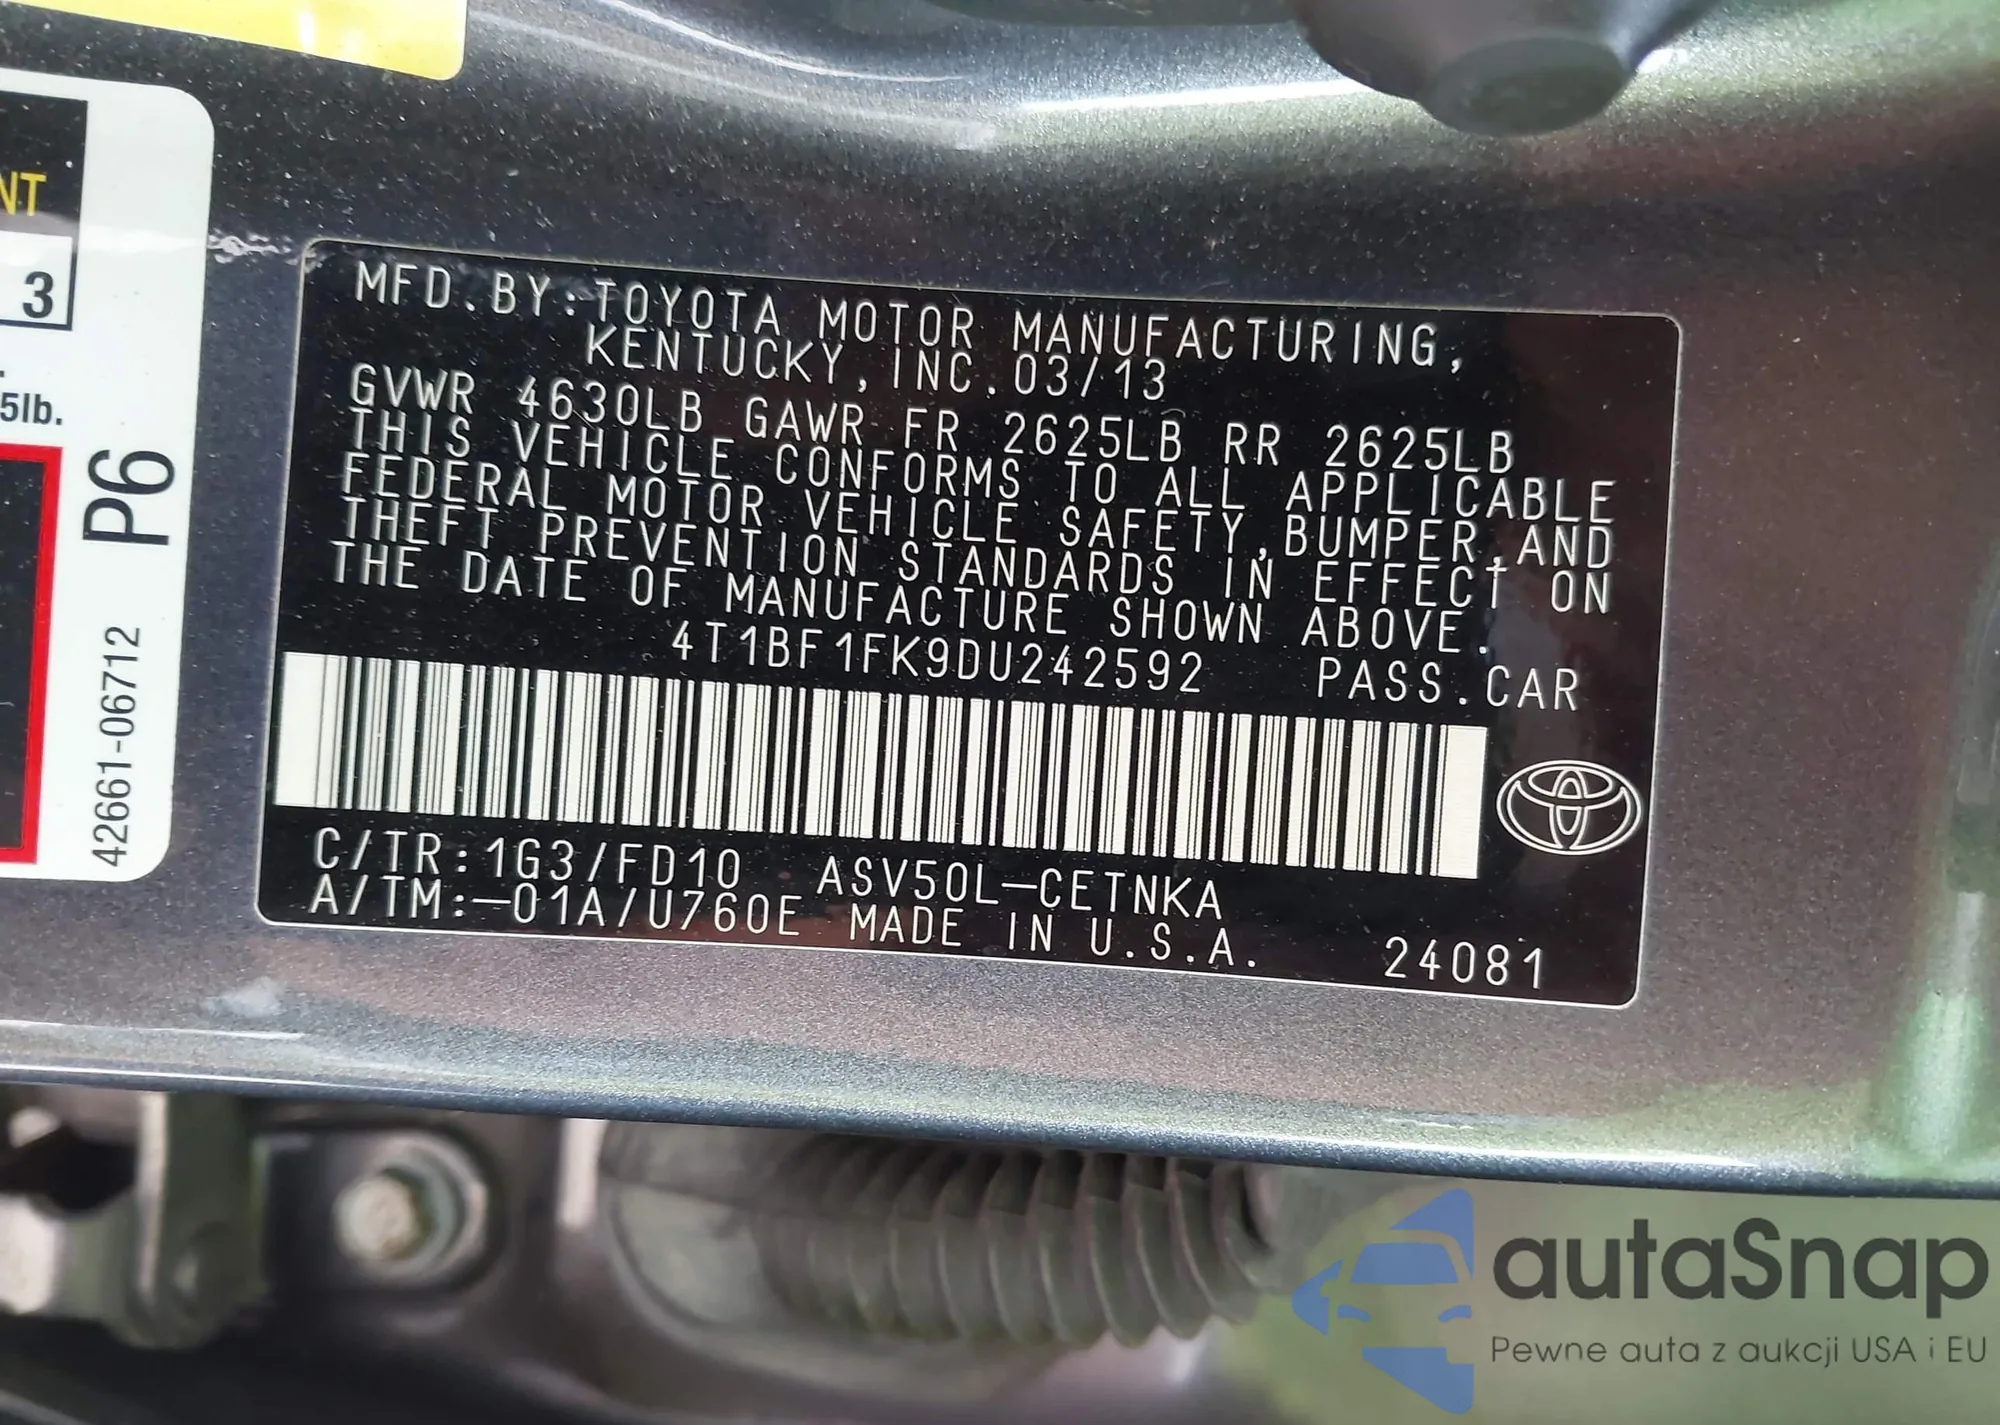 NT
3
5lb.
P6
42661-06712
MFD.BY:TOYOTA MOTOR MANUFACTURING,
KENTUCKY,INC.03/13
GVWR 4630LB GAWR FR 2625LB RR 2625LB
THIS VEHICLE CONFORMS TO ALL APPLICABLE
FEDERAL MOTOR VEHICLE SAFETY,BUMPER,AND
THEFT PREVENTION STANDARDS IN EFFECT ON
THE DATE OF MANUFACTURE SHOWN ABOVE.
4T1BF1FK9DU242592 PASS.CAR
C/TR:1G3/FD10 ASV50L-CETNKA
A/TM:-01A/U760E MADE IN U.S.A. 24081
autaSnap
Pewne auta z aukcji USA i EU